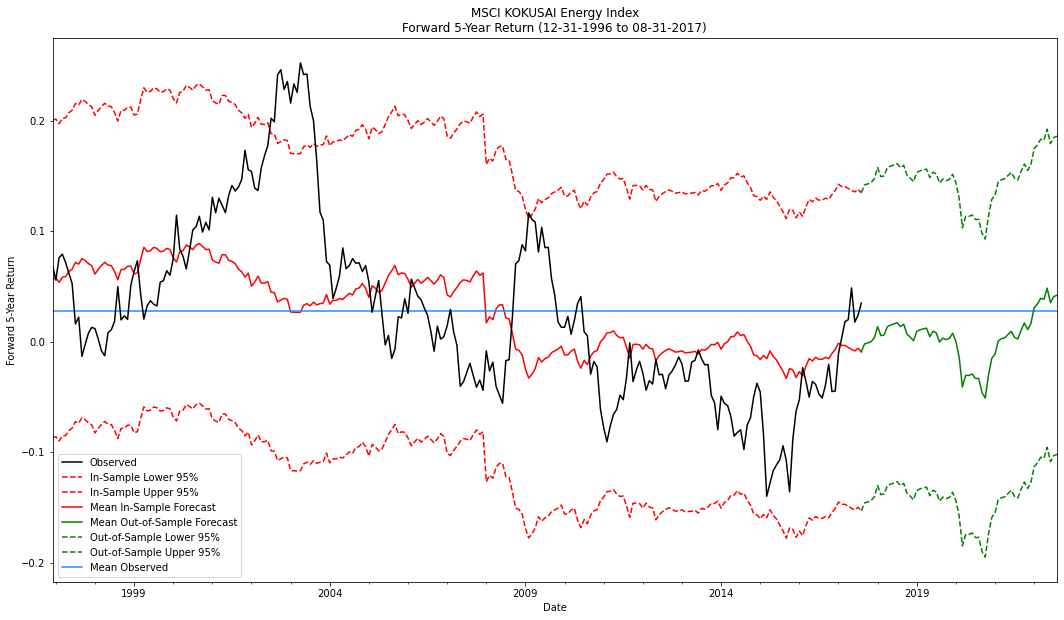 MSCI KOKUSAI Energy Index
Forward 5-Year Return (12-31-1996 to 08-31-2017)
Forward 5-Year Return
0.2
0.1
0.0
−0.1
−0.2
Observed
In-Sample Lower 95%
In-Sample Upper 95%
Mean In-Sample Forecast
Mean Out-of-Sample Forecast
Out-of-Sample Lower 95%
Out-of-Sample Upper 95%
Mean Observed
1999
2004
2009
2014
2019
Date